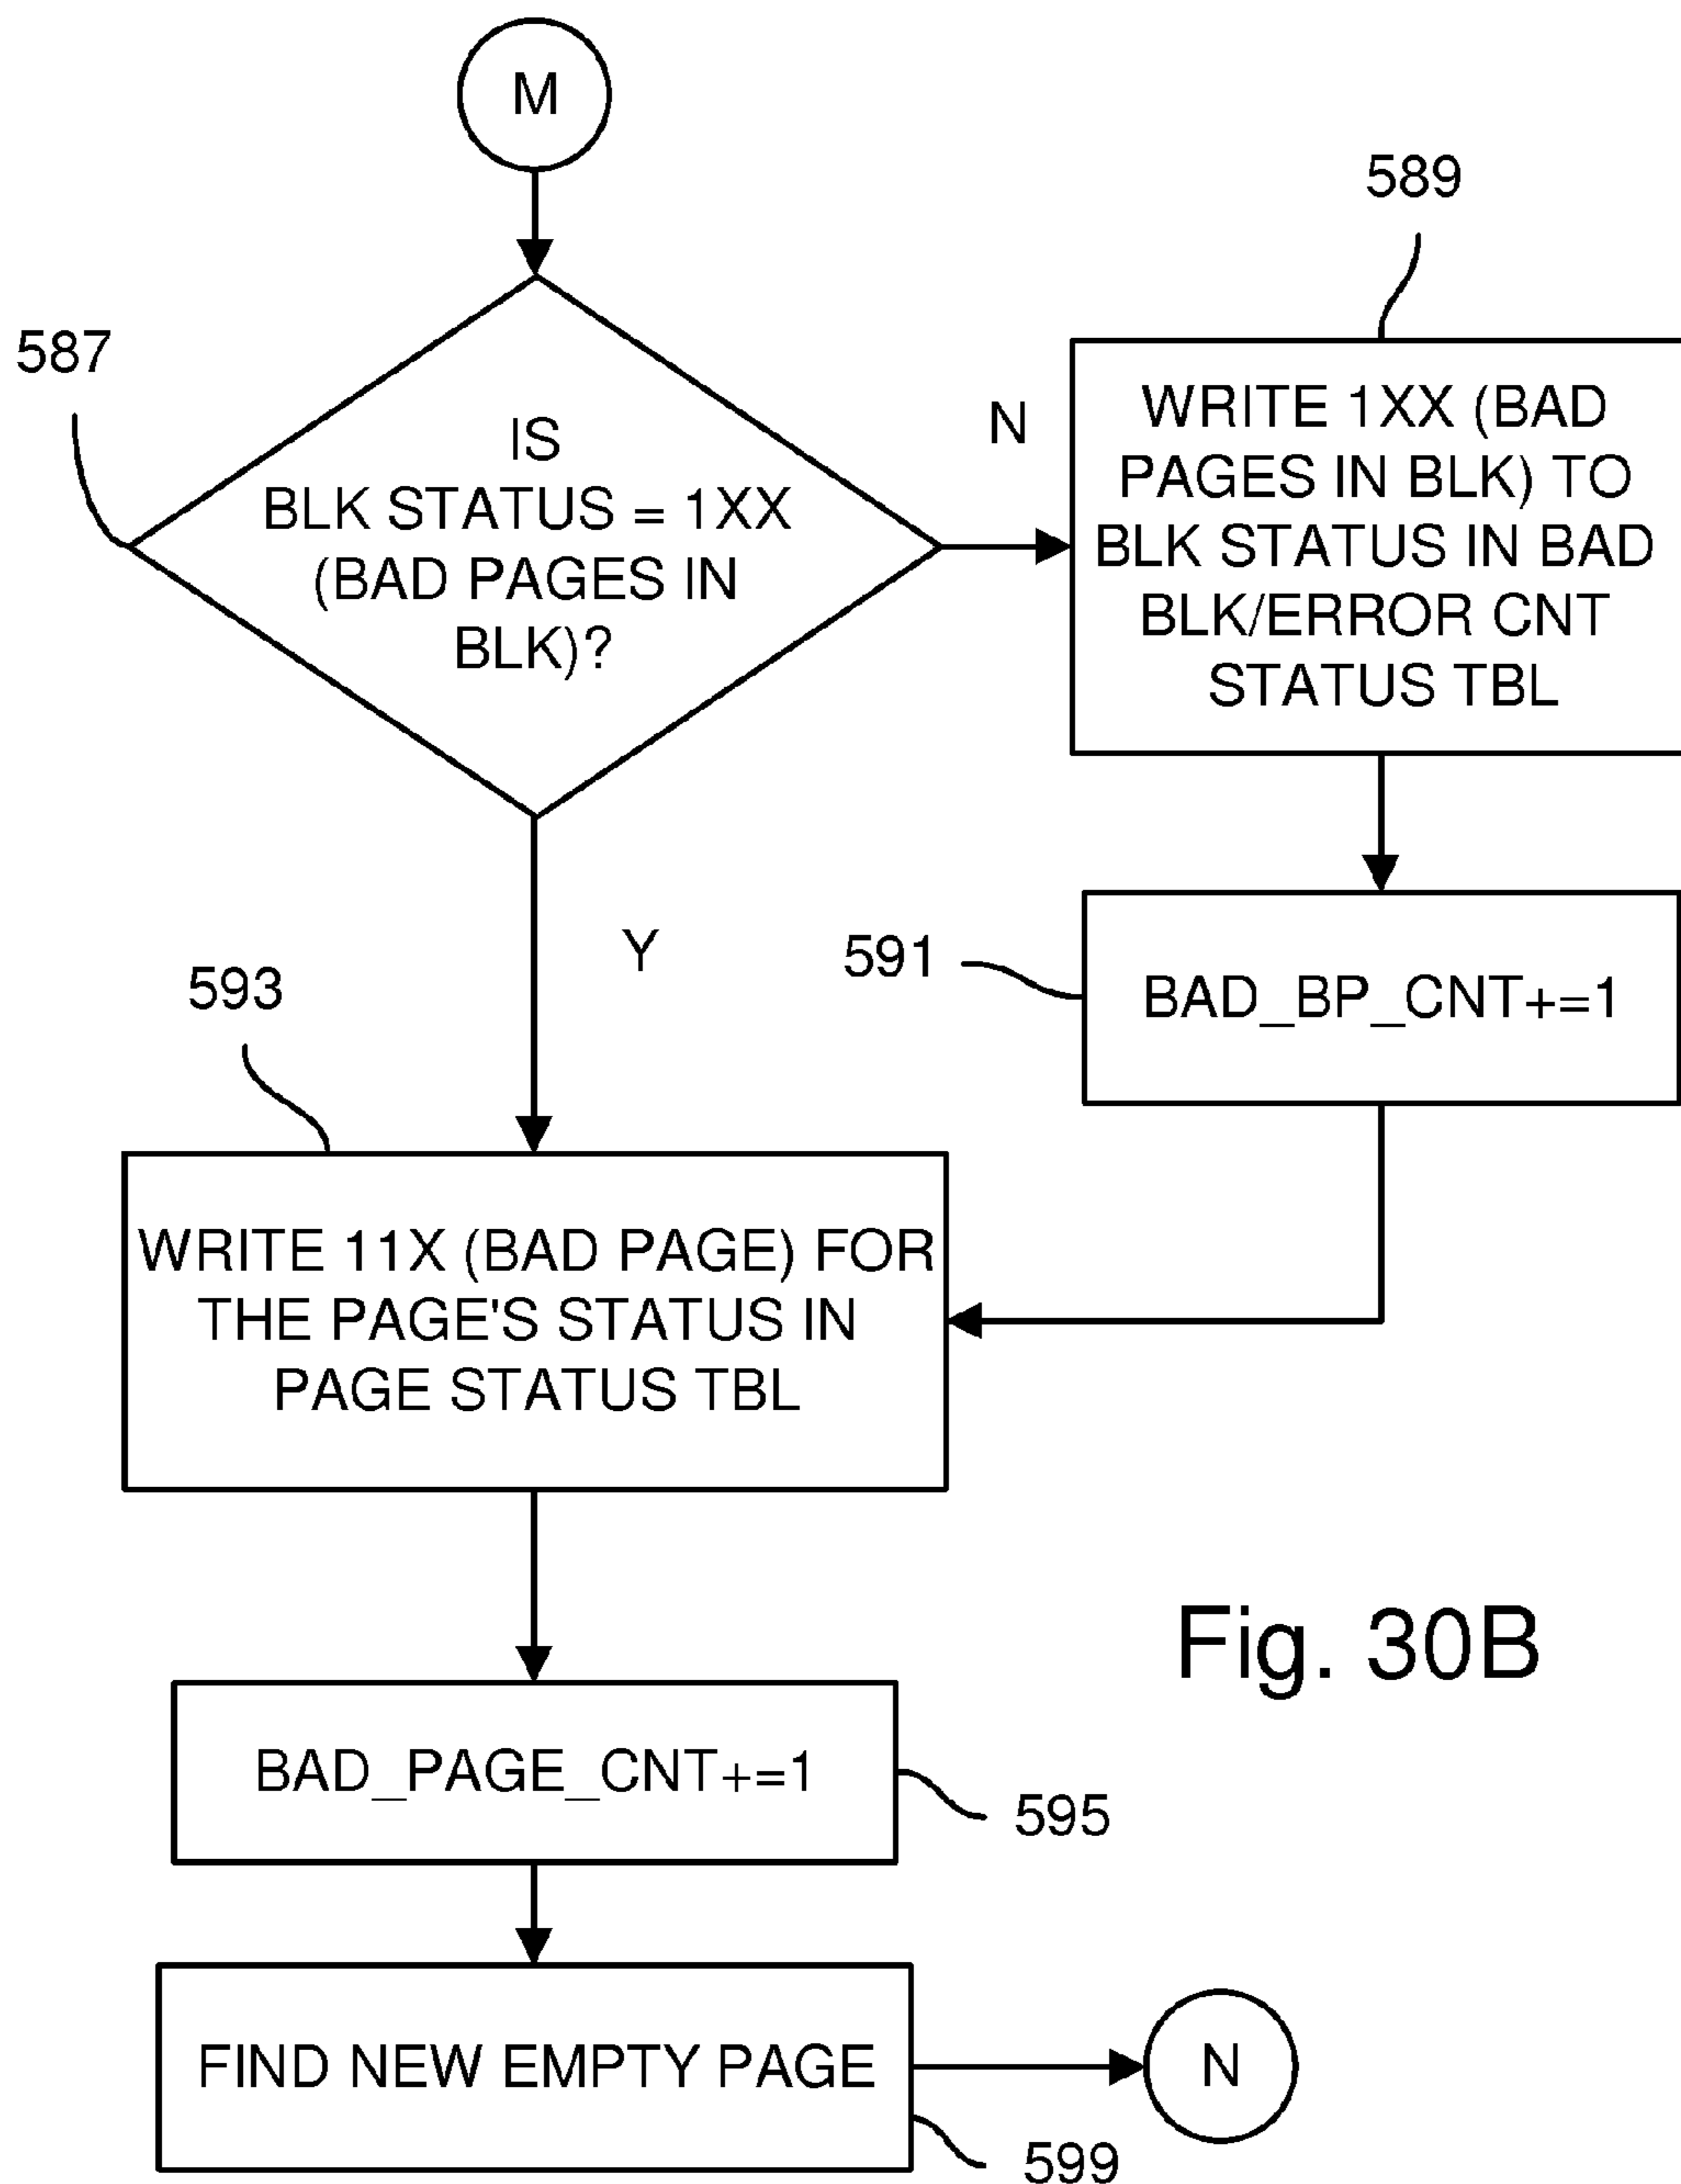 M
589
587
IS
BLK STATUS = 1XX
(BAD PAGES IN
BLK)?
N
WRITE 1XX (BAD
PAGES IN BLK) TO
BLK STATUS IN BAD
BLK/ERROR CNT
STATUS TBL
Y
591
BAD_BP_CNT+=1
593
WRITE 11X (BAD PAGE) FOR
THE PAGE'S STATUS IN
PAGE STATUS TBL
Fig. 30B
BAD_PAGE_CNT+=1
595
FIND NEW EMPTY PAGE
N
599